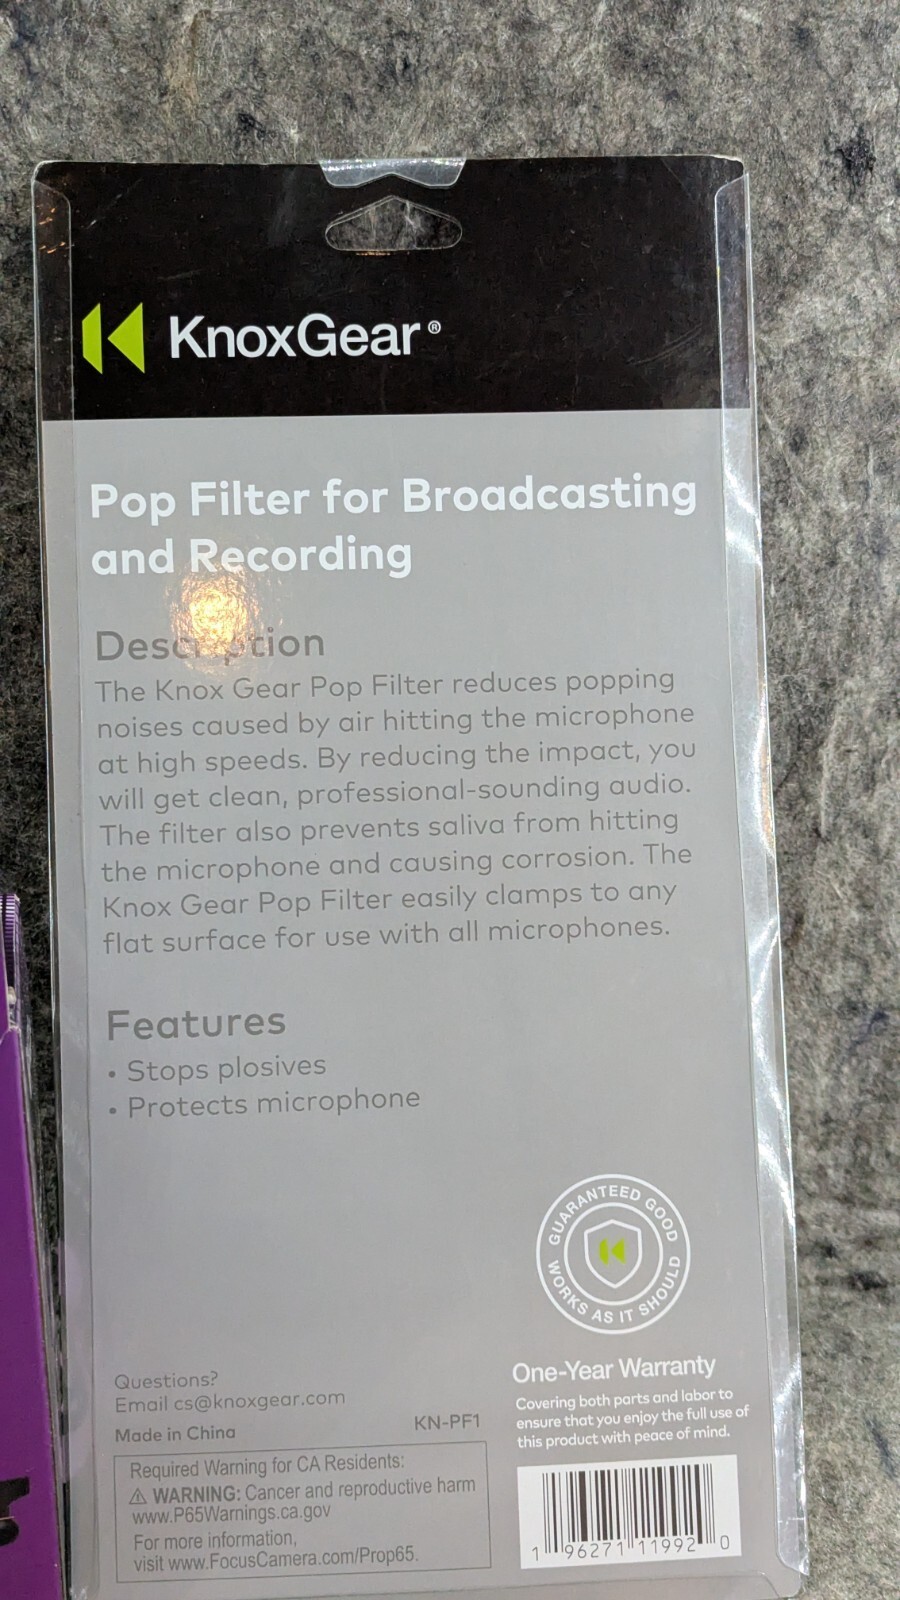 KnoxGear®
Pop Filter for Broadcasting
and Recording
Description
The Knox Gear Pop Filter reduces popping
noises caused by air hitting the microphone
at high speeds. By reducing the impact, you
will get clean, professional-sounding audio.
The filter also prevents saliva from hitting
the microphone and causing corrosion. The
Knox Gear Pop Filter easily clamps to any
flat surface for use with all microphones.
Features
• Stops plosives
• Protects microphone
GUARANTEED GOOD
WORKS AS IT SHOULD
One-Year Warranty
Covering both parts and labor to
ensure that you enjoy the full use of
this product with peace of mind.
Questions?
Email cs@knoxgear.com
Made in China
KN-PF1
Required Warning for CA Residents:
⚠ WARNING: Cancer and reproductive harm
www.P65Warnings.ca.gov
For more information,
visit www.FocusCamera.com/Prop65.
1 96271 11992 0